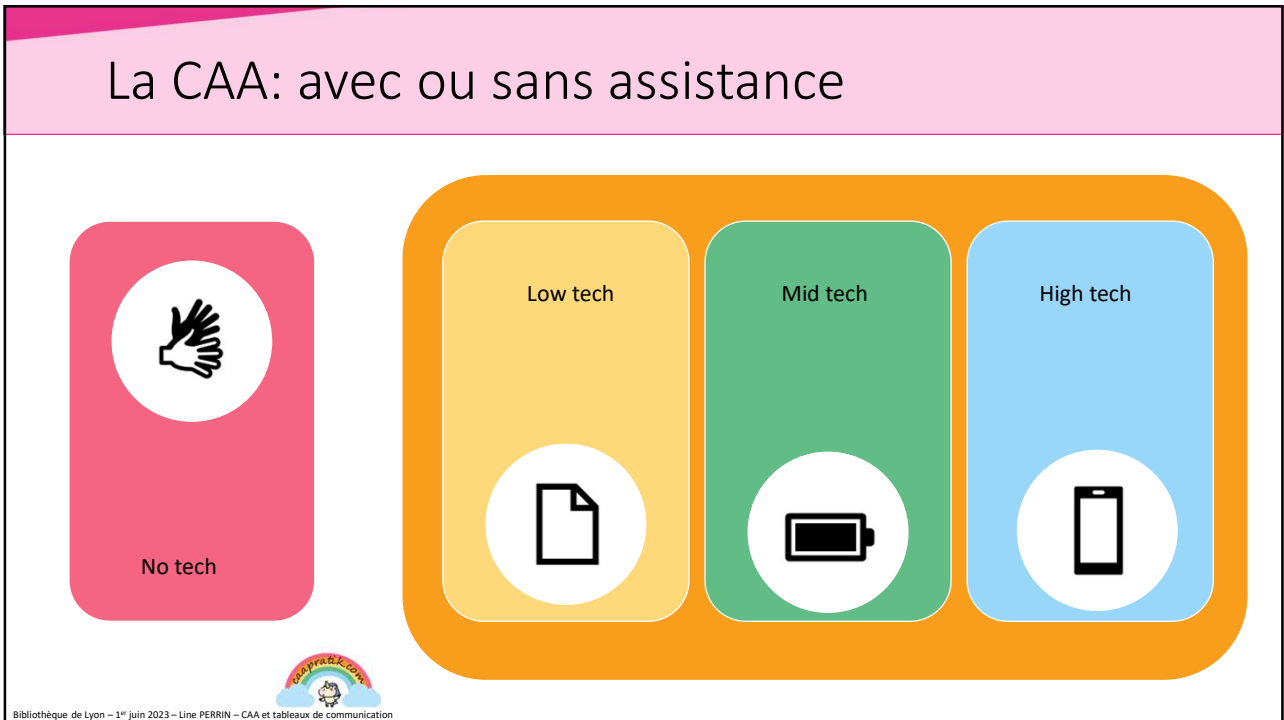 La CAA: avec ou sans assistance
No tech
Low tech
Mid tech
High tech
caapratik.com
Bibliothèque de Lyon – 1er juin 2023 – Line PERRIN – CAA et tableaux de communication